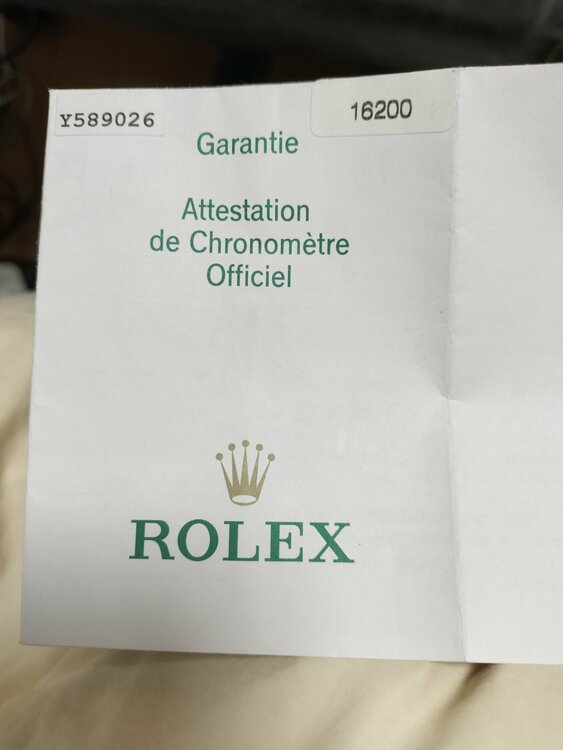 Y589026
16200
Garantie
Attestation
de Chronomètre
Officiel
ROLEX